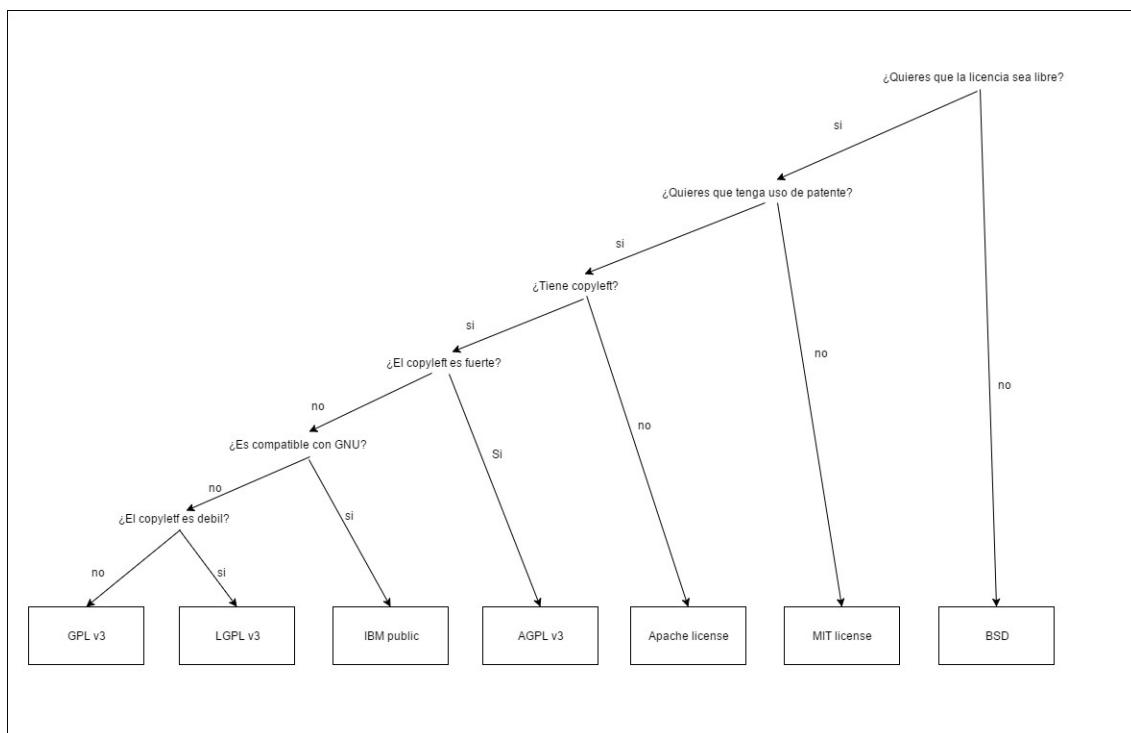 ¿Quieres que la licencia sea libre?
si
¿Quieres que tenga uso de patente?
si
¿Tiene copyleft?
si
no
¿El copyleft es fuerte?
no
no
no
¿Es compatible con GNU?
Si
no
si
¿El copyletf es debil?
no
si
GPL v3
LGPL v3
IBM public
AGPL v3
Apache license
MIT license
BSD